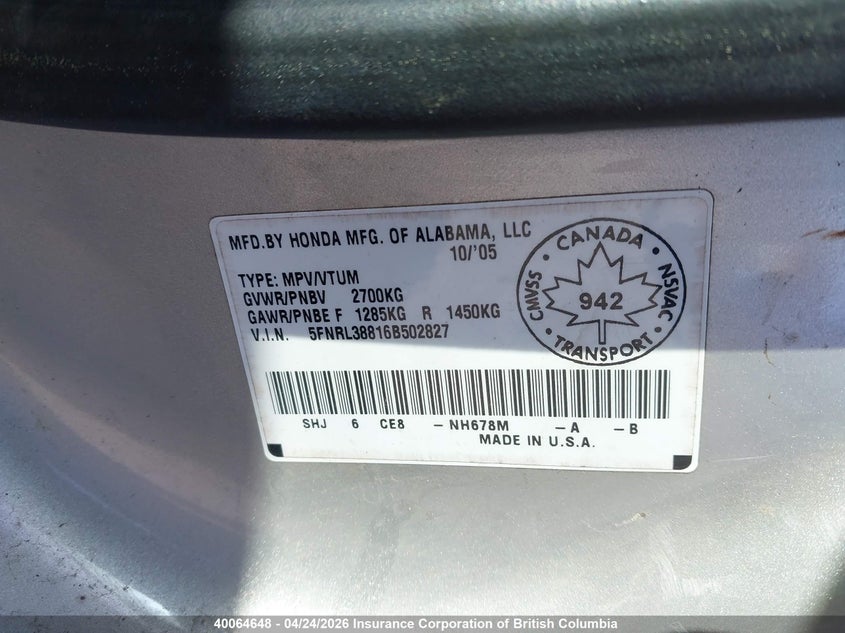 MFD.BY HONDA MFG. OF ALABAMA, LLC
10/'05
TYPE: MPV/VTUM
GVWR/PNBV 2700KG
GAWR/PNBE F 1285KG R 1450KG
V.I.N. 5FNRL38816B502827
CANADA
CMVSS
942
NSVAC
TRANSPORT
SHJ 6 CE8 -NH678M -A -B
MADE IN U.S.A.
40064648 - 04/24/2026 Insurance Corporation of British Columbia